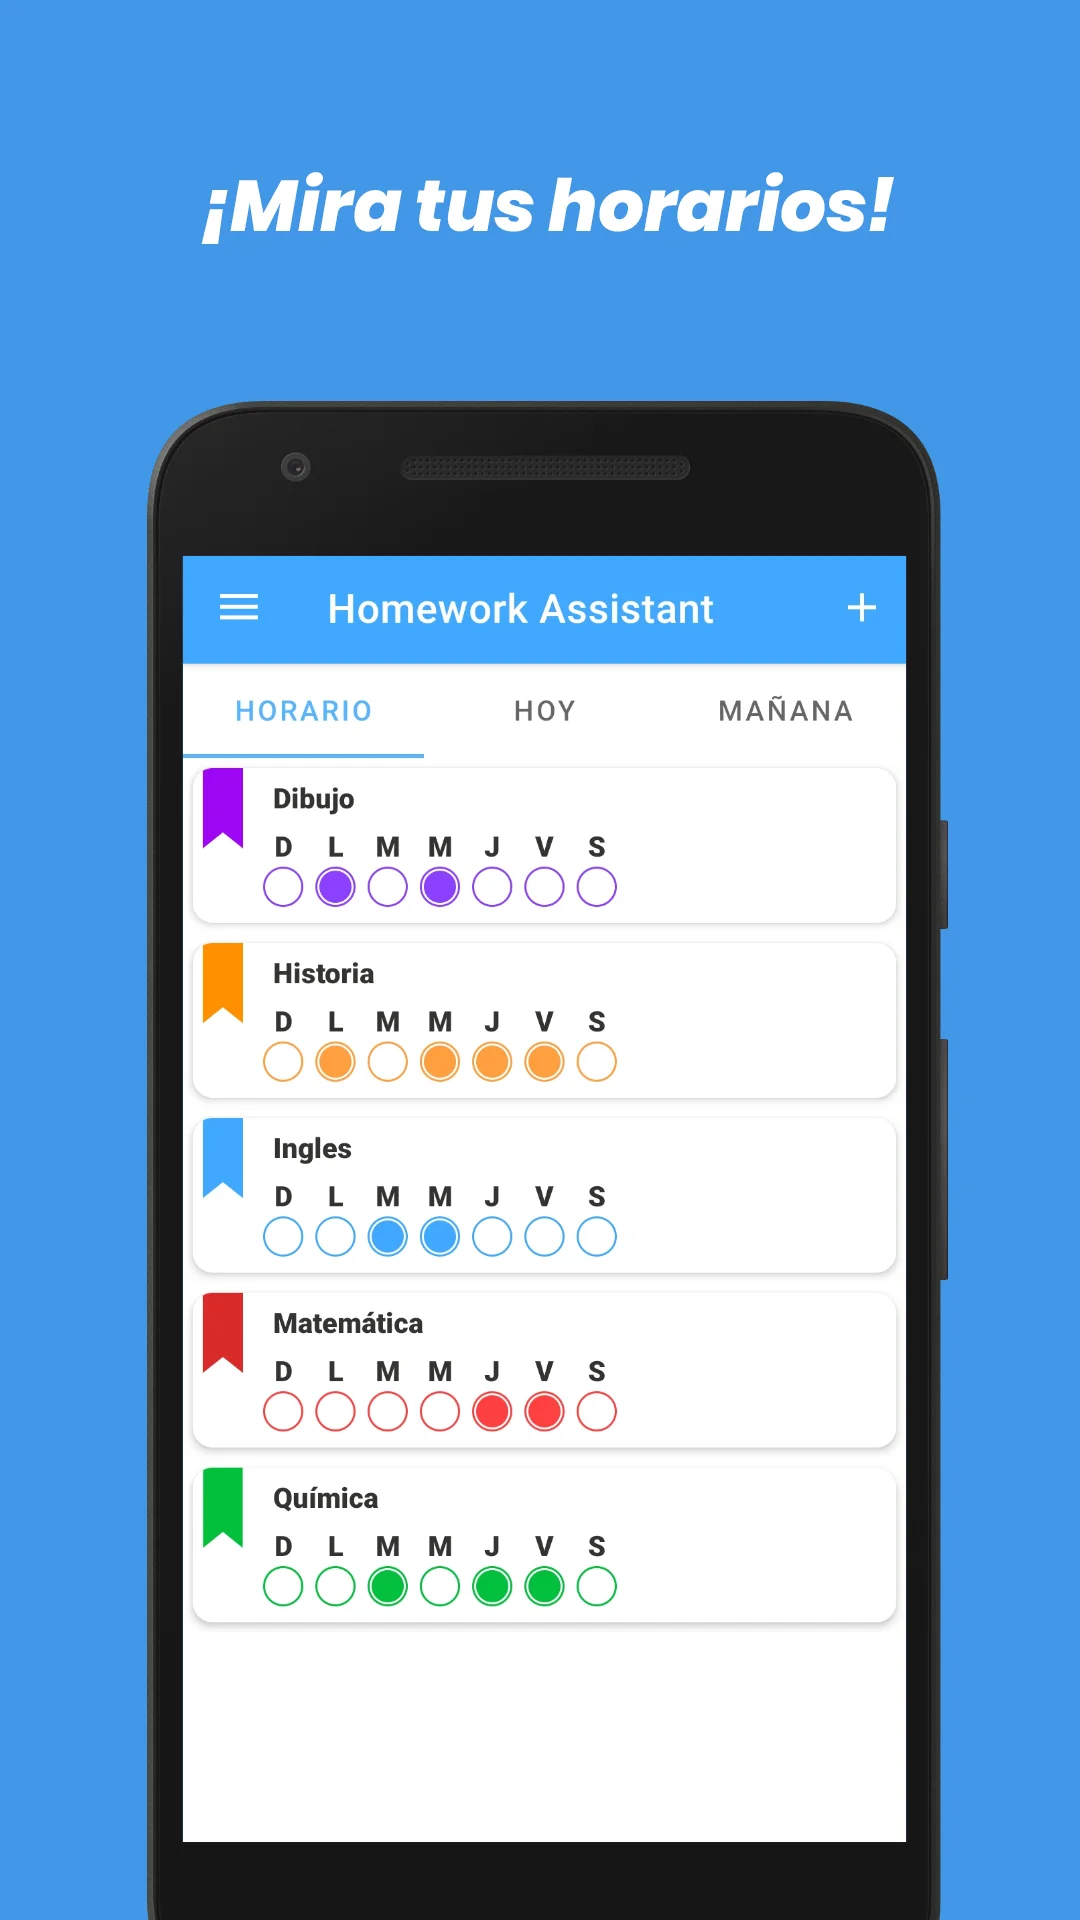 ¡Mira tus horarios!
Homework Assistant
HORARIO HOY MAÑANA
Dibujo
D L M M J V S
Historia
D L M M J V S
Ingles
D L M M J V S
Matemática
D L M M J V S
Química
D L M M J V S